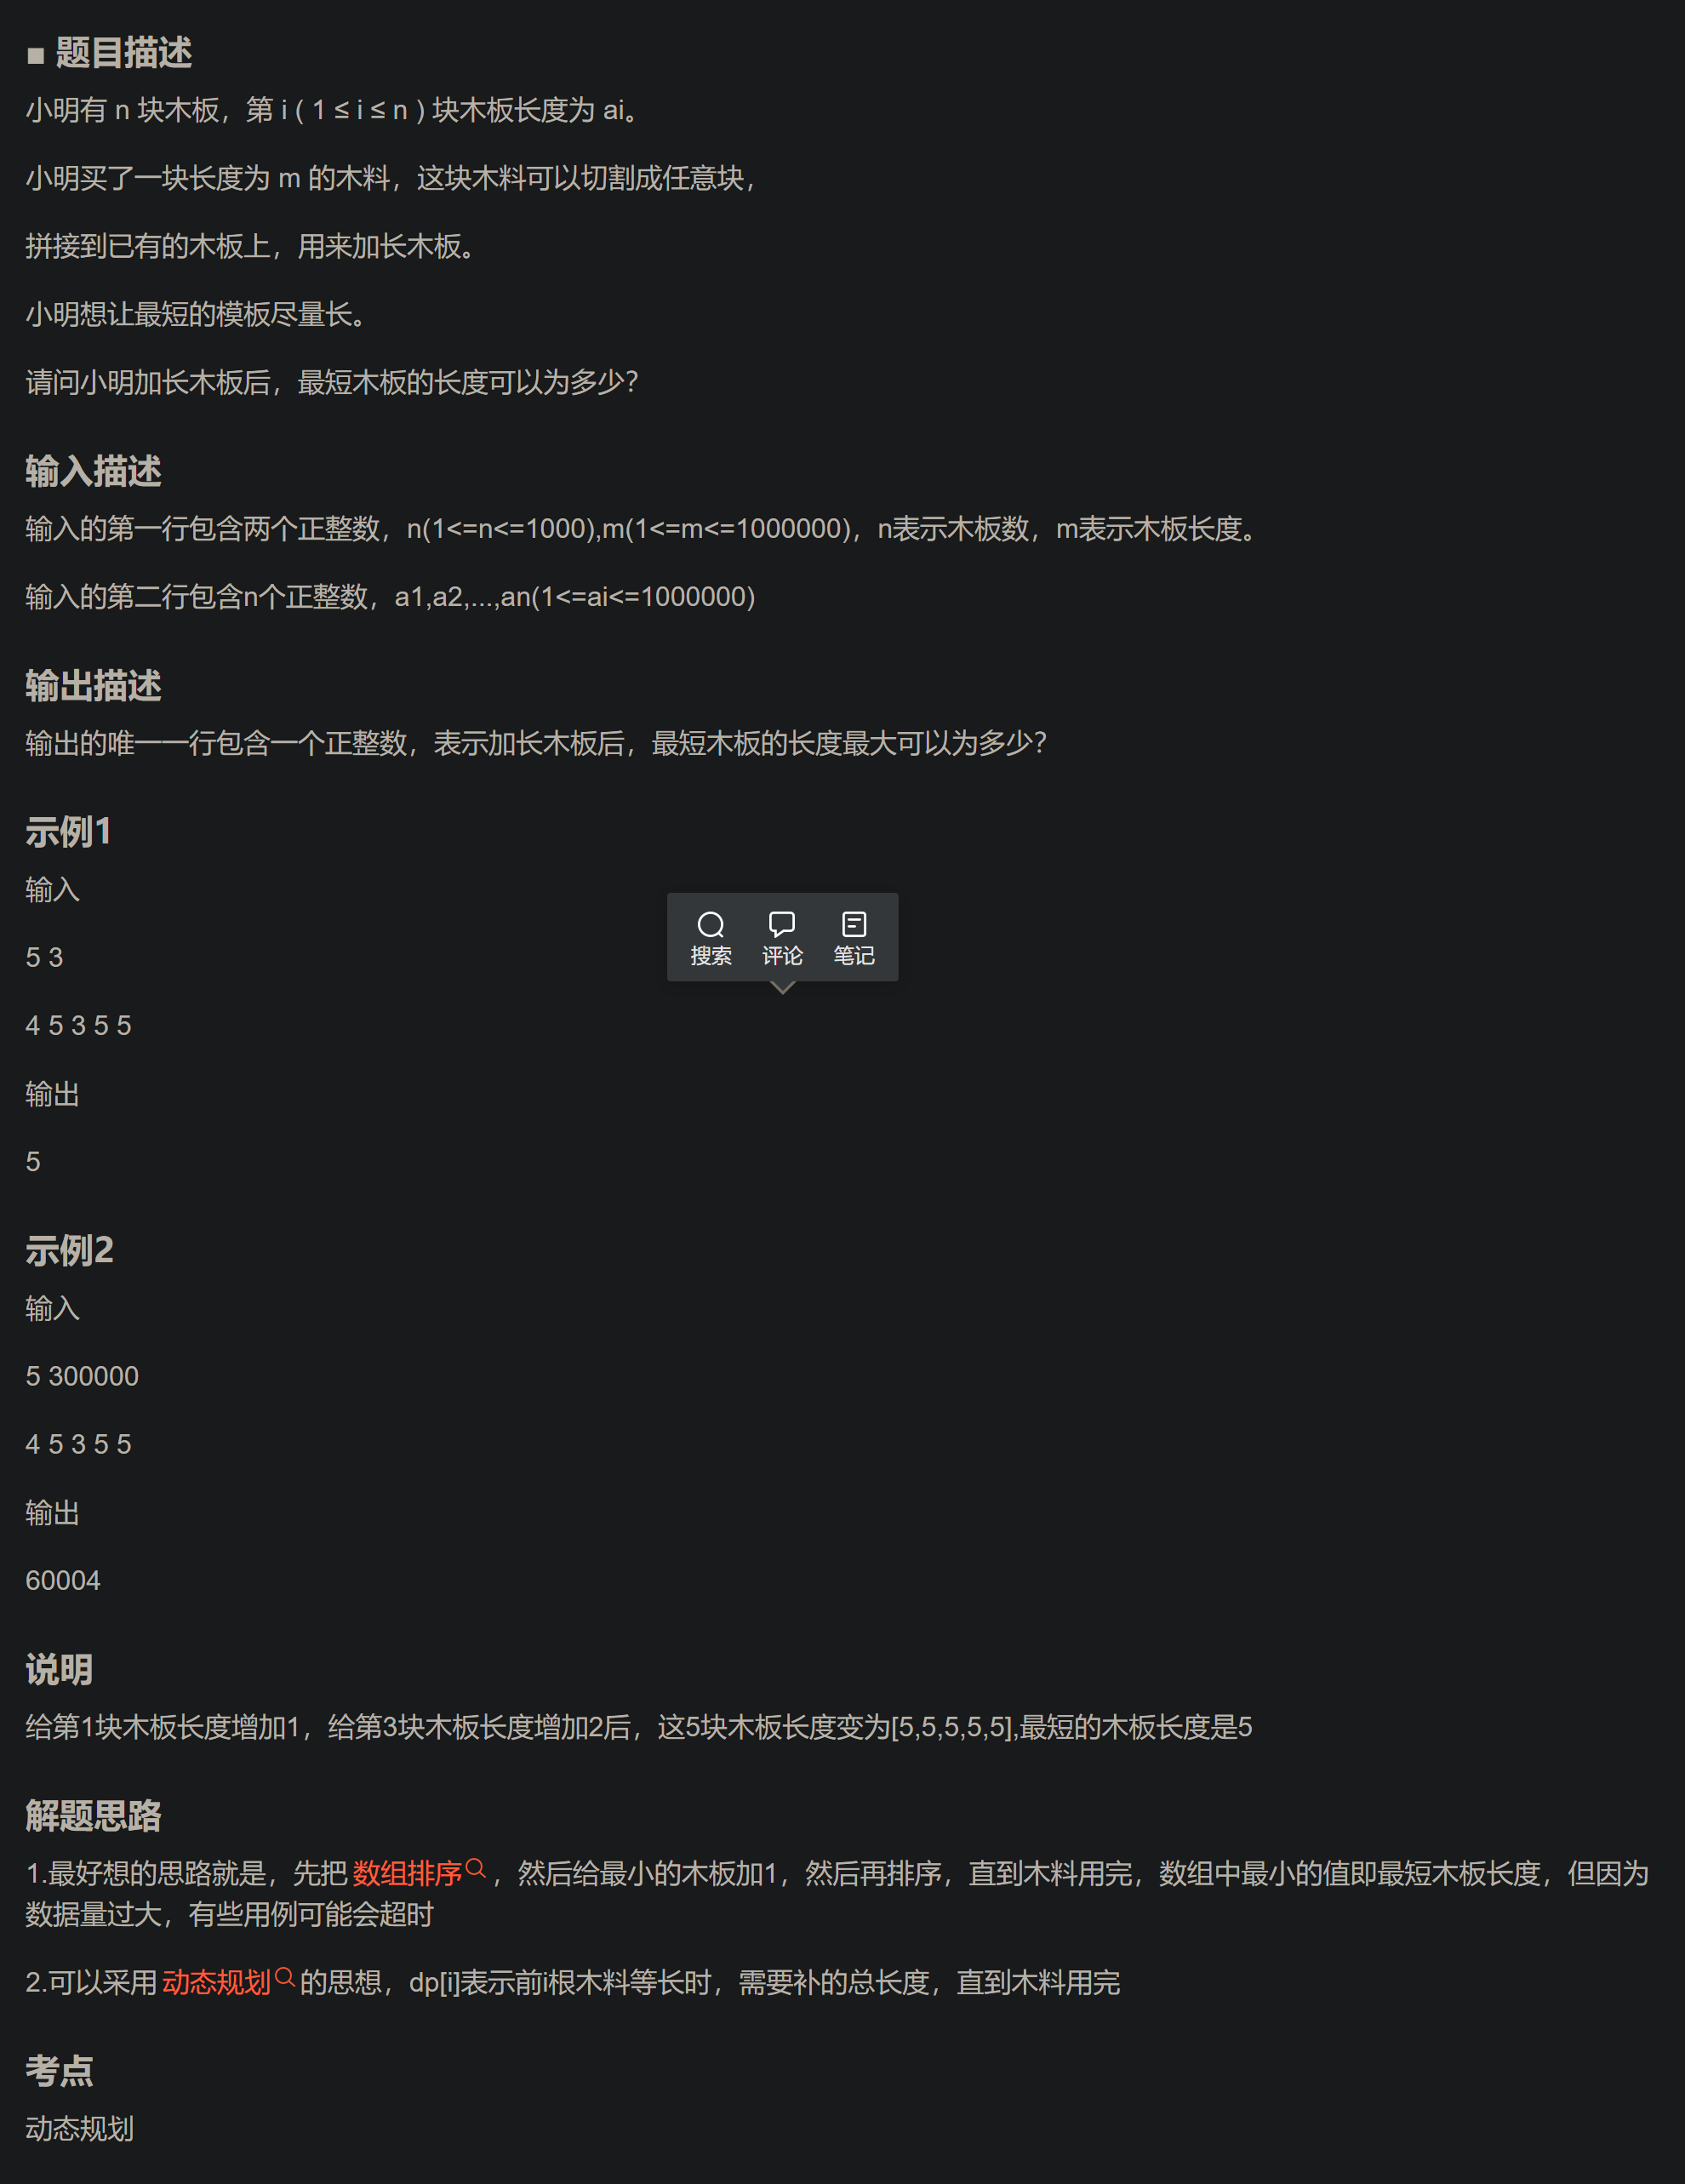 ■ 题目描述
小明有 n 块木板，第 i ( 1 ≤ i ≤ n ) 块木板长度为 ai。
小明买了一块长度为 m 的木料，这块木料可以切割成任意块，
拼接到已有的木板上，用来加长木板。
小明想让最短的模板尽量长。
请问小明加长木板后，最短木板的长度可以为多少？
输入描述
输入的第一行包含两个正整数，n(1<=n<=1000),m(1<=m<=1000000)，n表示木板数，m表示木板长度。
输入的第二行包含n个正整数，a1,a2,...,an(1<=ai<=1000000)
输出描述
输出的唯一一行包含一个正整数，表示加长木板后，最短木板的长度最大可以为多少？
示例1
输入
搜索 评论 笔记
5 3
4 5 3 5 5
输出
5
示例2
输入
5 300000
4 5 3 5 5
输出
60004
说明
给第1块木板长度增加1，给第3块木板长度增加2后，这5块木板长度变为[5,5,5,5,5],最短的木板长度是5
解题思路
1.最好想的思路就是，先把数组排序，然后给最小的木板加1，然后再排序，直到木料用完，数组中最小的值即最短木板长度，但因为
数据量过大，有些用例可能会超时
2.可以采用动态规划的思想，dp[i]表示前i根木料等长时，需要补的总长度，直到木料用完
考点
动态规划